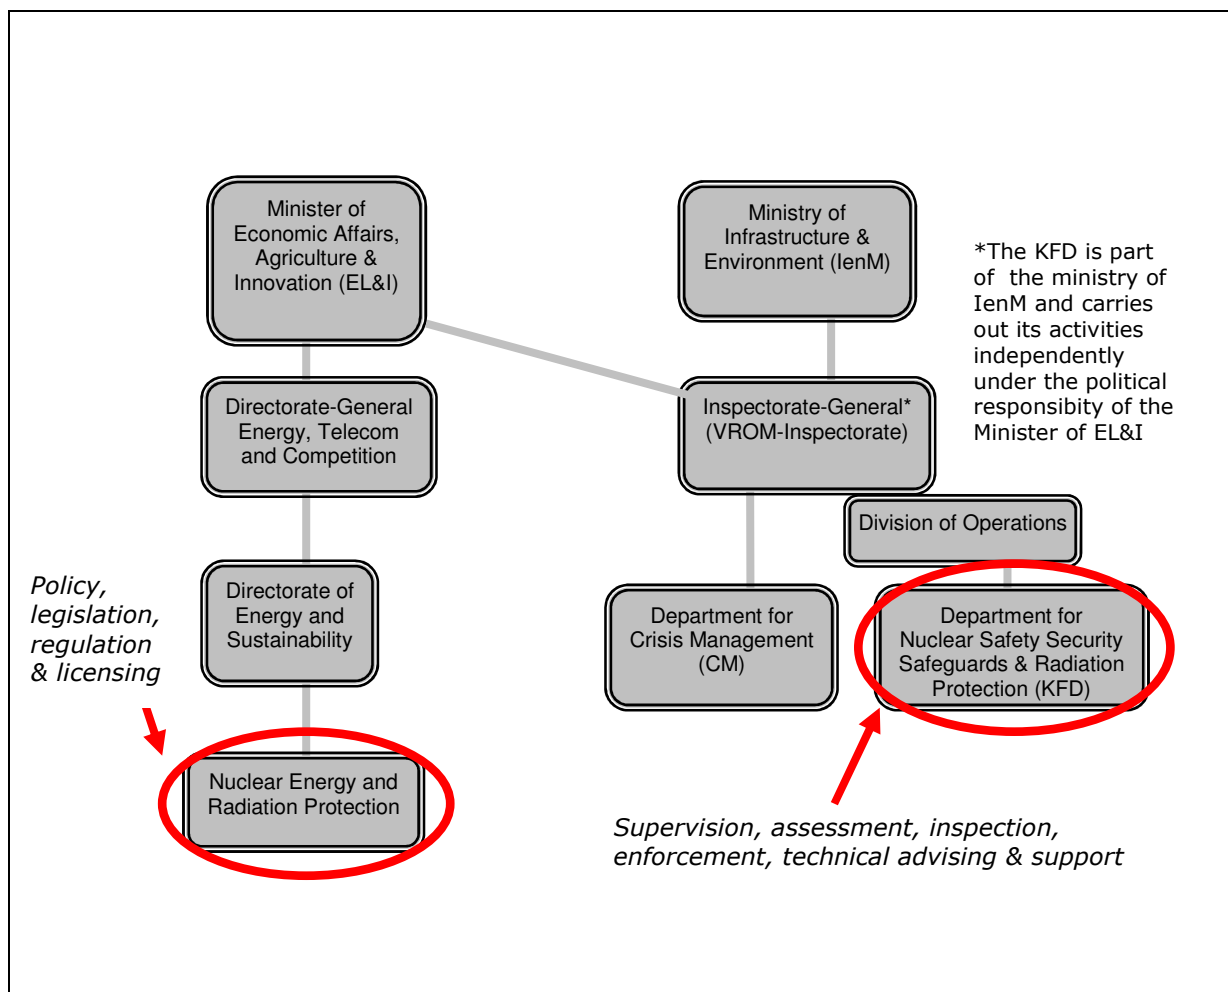 Minister of
Economic Affairs,
Agriculture &
Innovation (EL&I)
Ministry of
Infrastructure &
Environment (IenM)
*The KFD is part
of the ministry of
IenM and carries
out its activities
independently
under the political
responsibity of the
Minister of EL&I
Directorate-General
Energy, Telecom
and Competition
Inspectorate-General*
(VROM-Inspectorate)
Division of Operations
Policy,
legislation,
regulation
& licensing
Directorate of
Energy and
Sustainability
Department for
Crisis Management
(CM)
Department for
Nuclear Safety Security
Safeguards & Radiation
Protection (KFD)
Nuclear Energy and
Radiation Protection
Supervision, assessment, inspection,
enforcement, technical advising & support